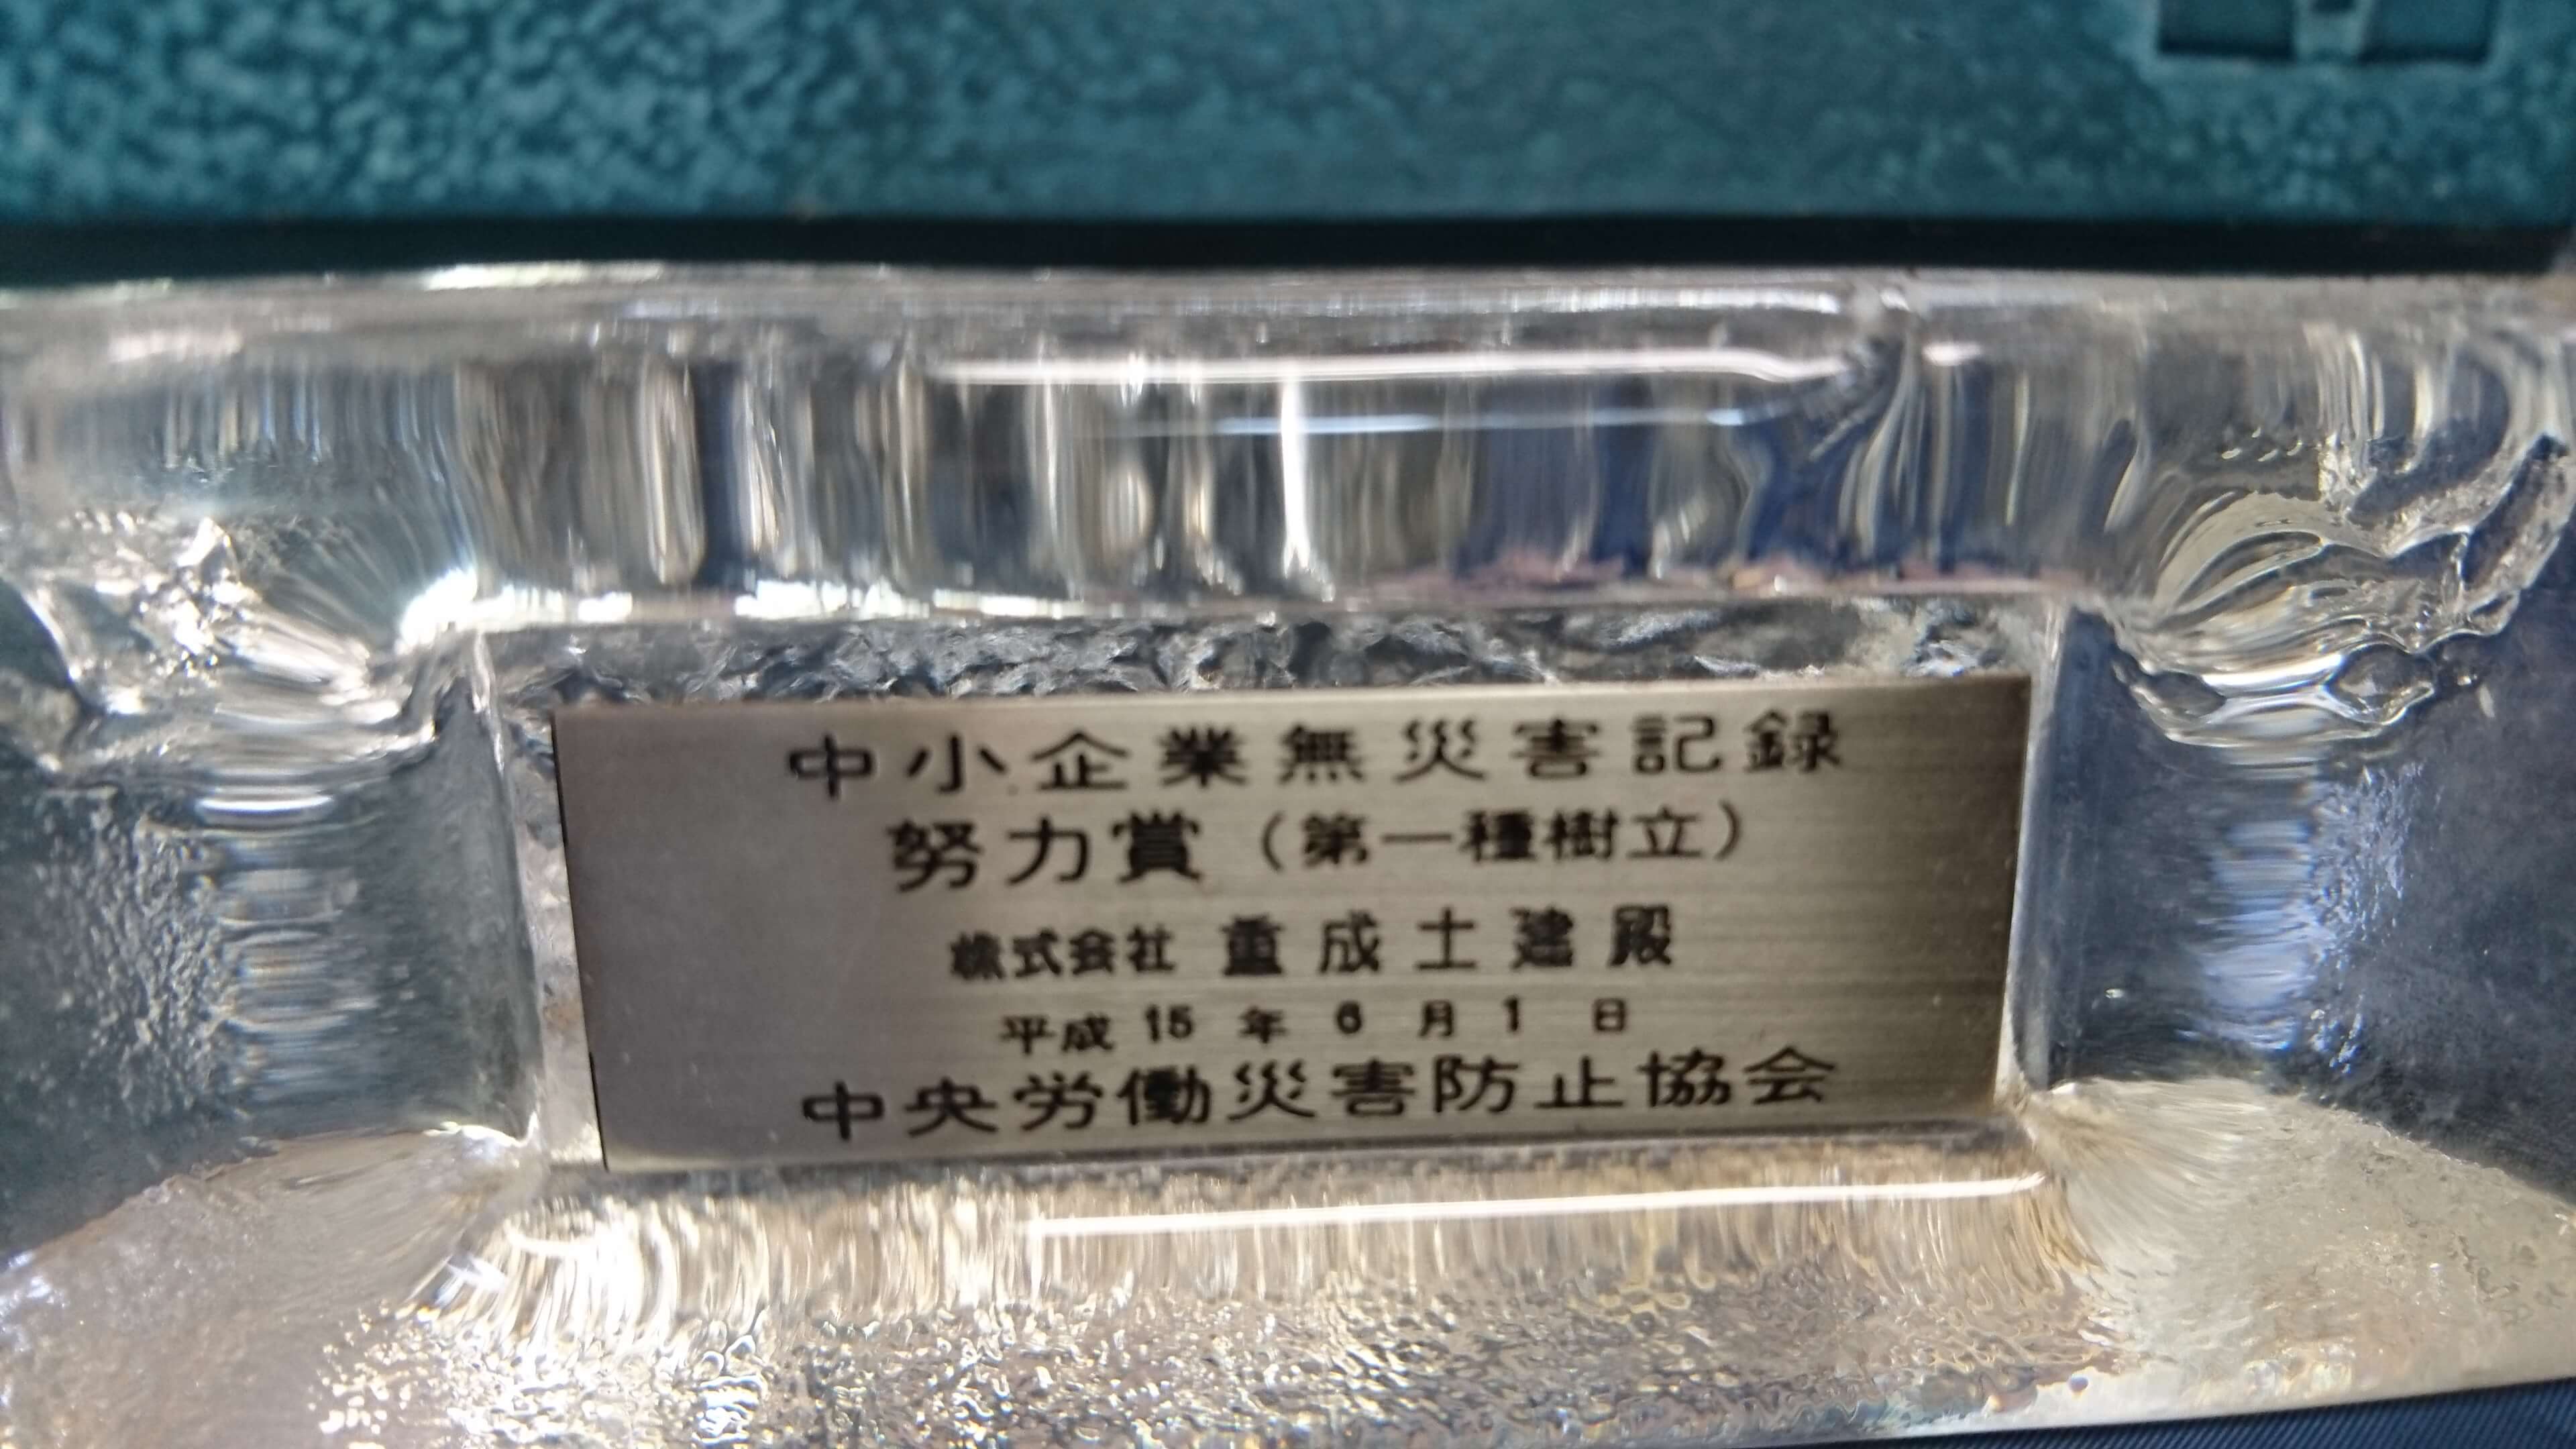 中小企業無災害記録
努力賞（第一種樹立）
株式会社 重成土建殿
平成 15 年 6 月 1 日
中央労働災害防止協会